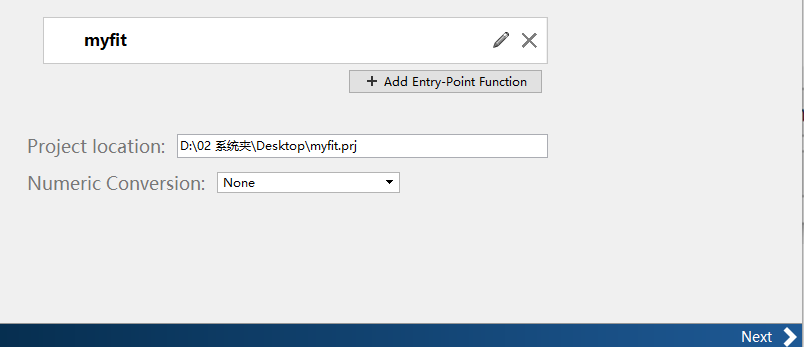 myfit
Add Entry-Point Function
Project location: D:\02 系统夹\Desktop\myfit.prj
Numeric Conversion: None
Next